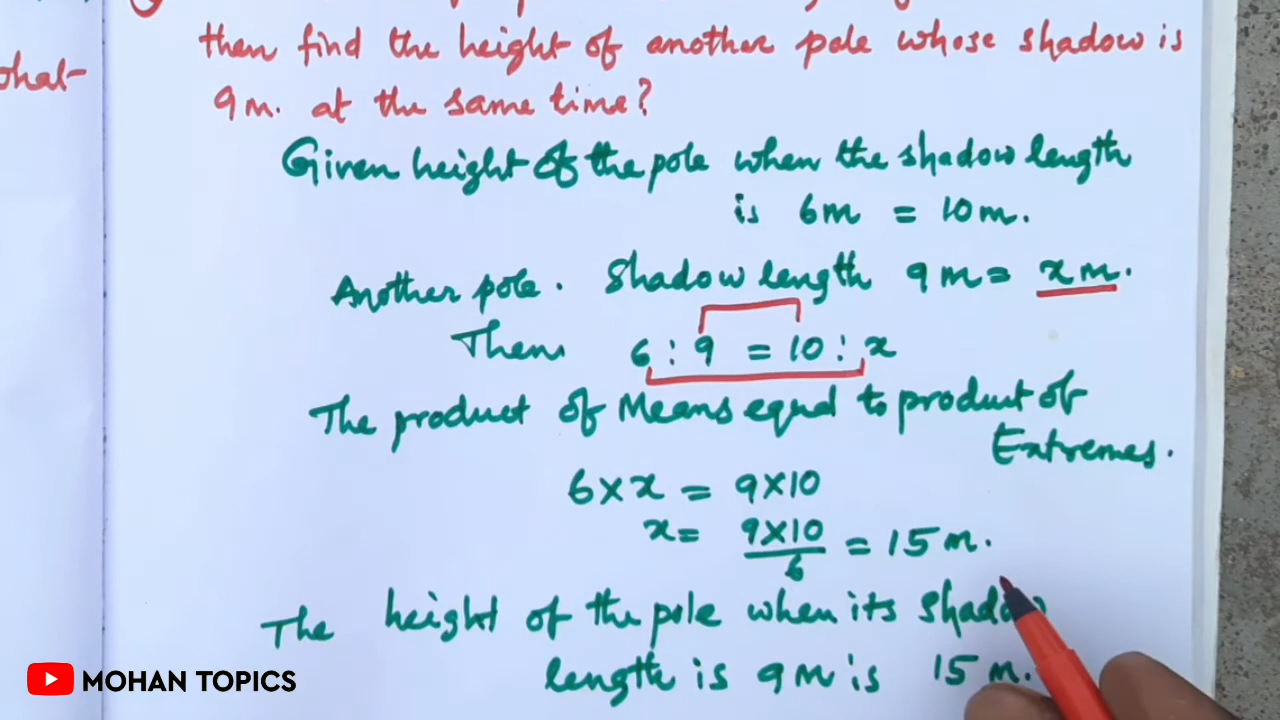 then find the height of another pole whose shadow is
9m. at the same time?
Given height of the pole when the shadow length
is 6m = 10m.
Another pole. Shadow length 9m = xm.
Then 6 : 9 = 10 : x
The product of Means equal to product of
Extremes.
6 × x = 9 × 10
x = 9×10/6 = 15 m.
The height of the pole when its shadow
length is 9m is 15 m.
MOHAN TOPICS